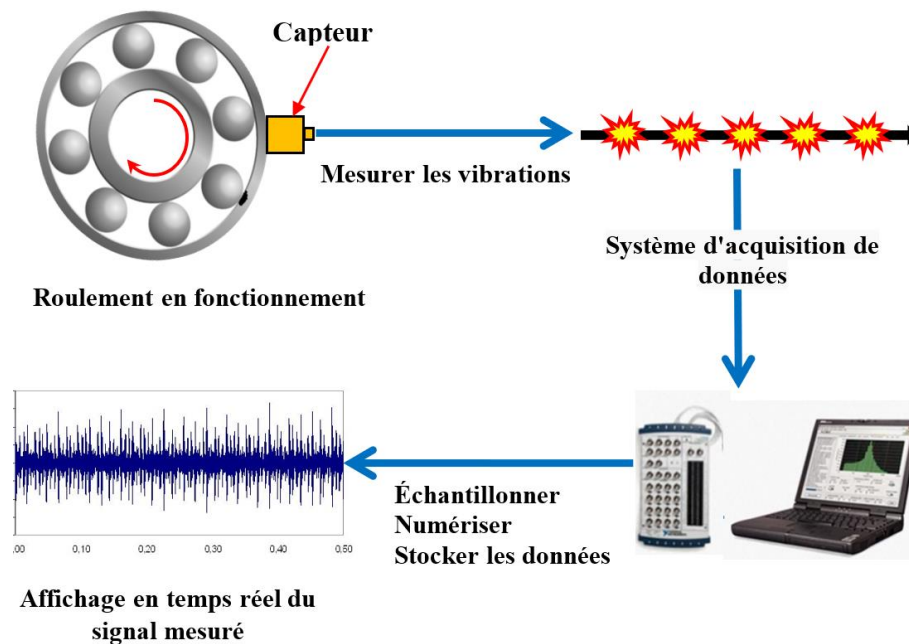 Capteur
Mesurer les vibrations
Système d'acquisition de
données
Roulement en fonctionnement
Échantillonner
Numériser
Stocker les données
.00 0,10 0,20 0,30 0,40 0,50
Affichage en temps réel du
signal mesuré